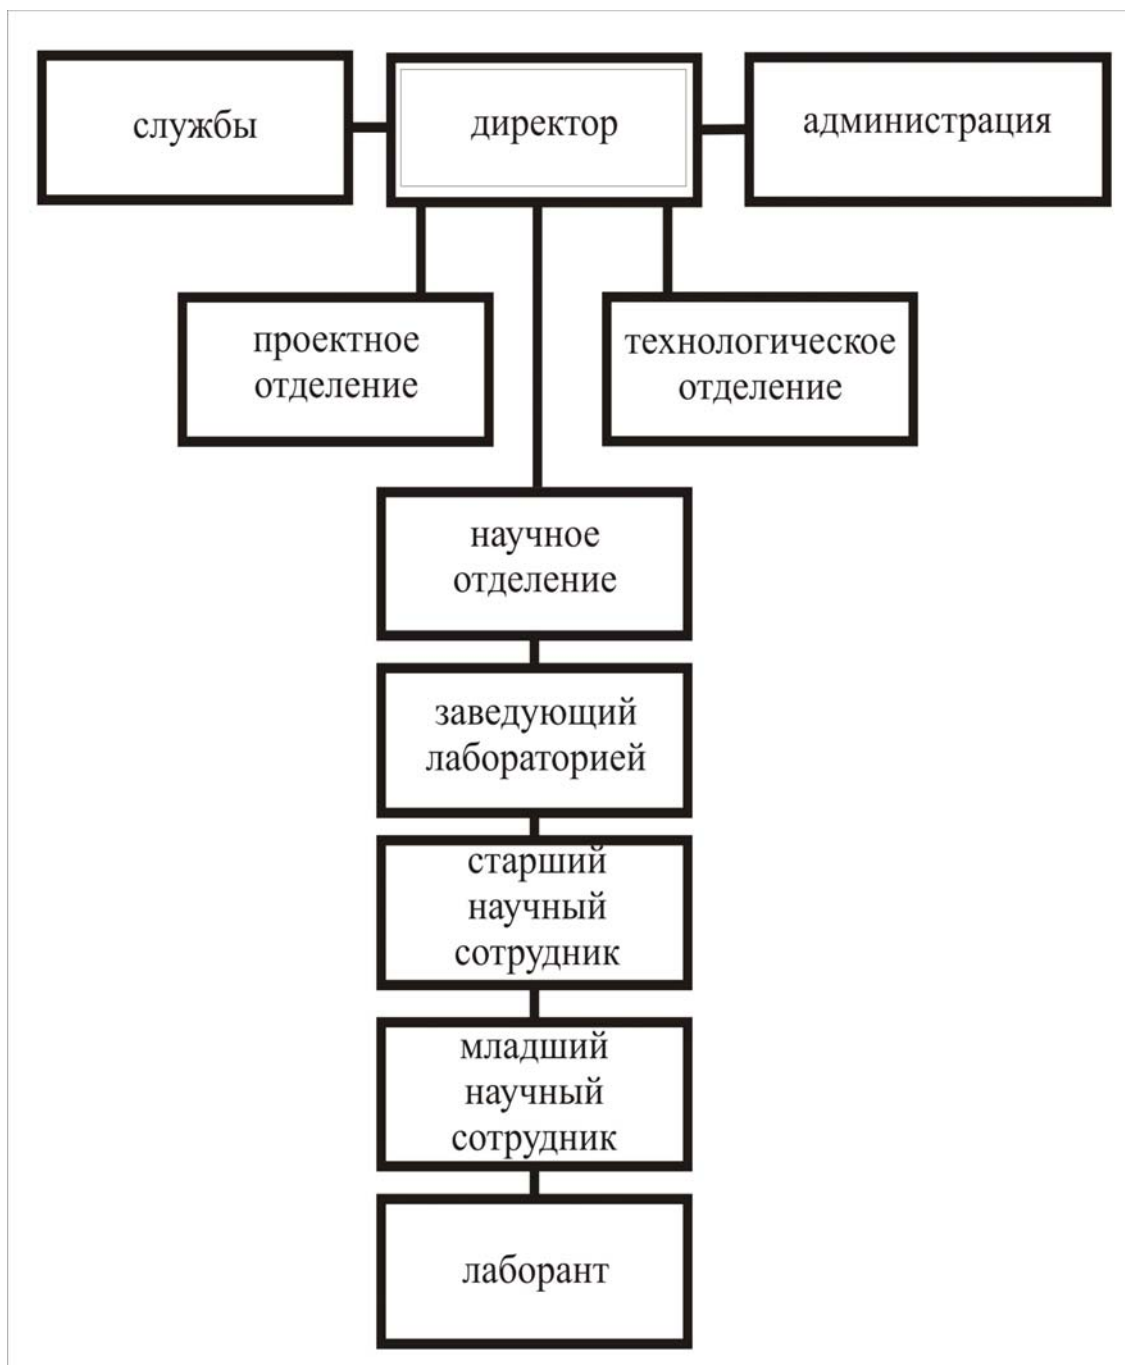 службы
директор
администрация
проектное
отделение
технологическое
отделение
научное
отделение
заведующий
лабораторией
старший
научный
сотрудник
младший
научный
сотрудник
лаборант